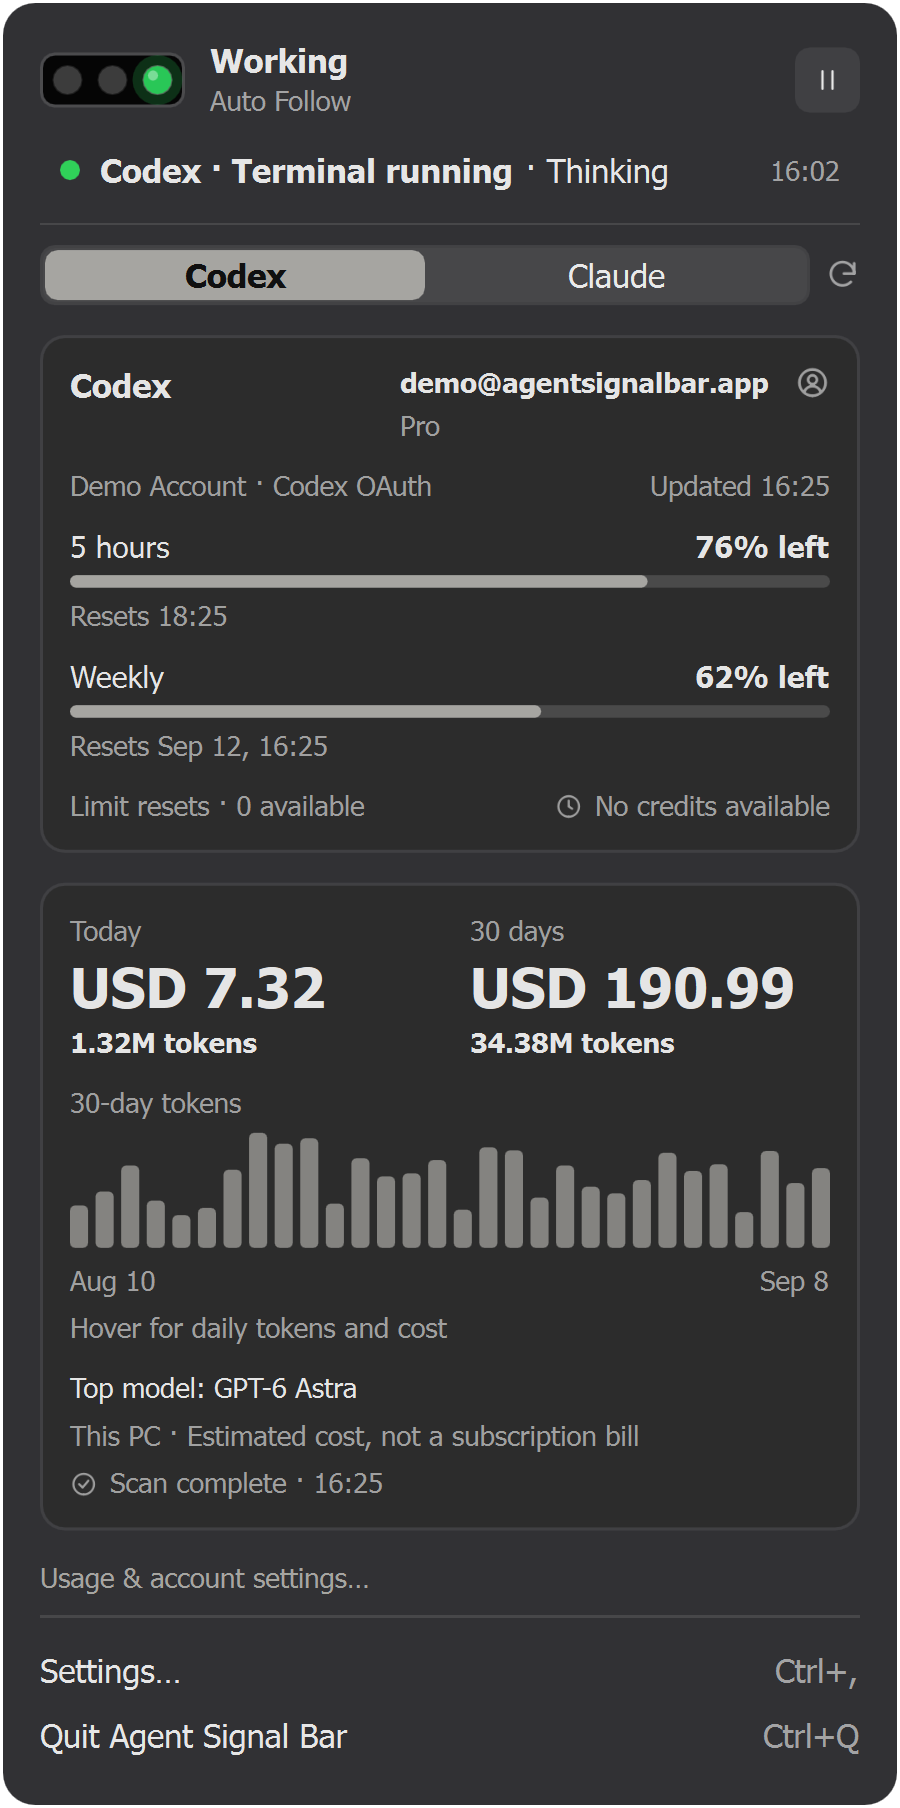 Working
Auto Follow
Codex · Terminal running · Thinking 16:02
Codex Claude
Codex demo@agentsignalbar.app
Pro
Demo Account · Codex OAuth Updated 16:25
5 hours 76% left
Resets 18:25
Weekly 62% left
Resets Sep 12, 16:25
Limit resets · 0 available No credits available
Today 30 days
USD 7.32 USD 190.99
1.32M tokens 34.38M tokens
30-day tokens
Aug 10 Sep 8
Hover for daily tokens and cost
Top model: GPT-6 Astra
This PC · Estimated cost, not a subscription bill
Scan complete · 16:25
Usage & account settings...
Settings... Ctrl+,
Quit Agent Signal Bar Ctrl+Q